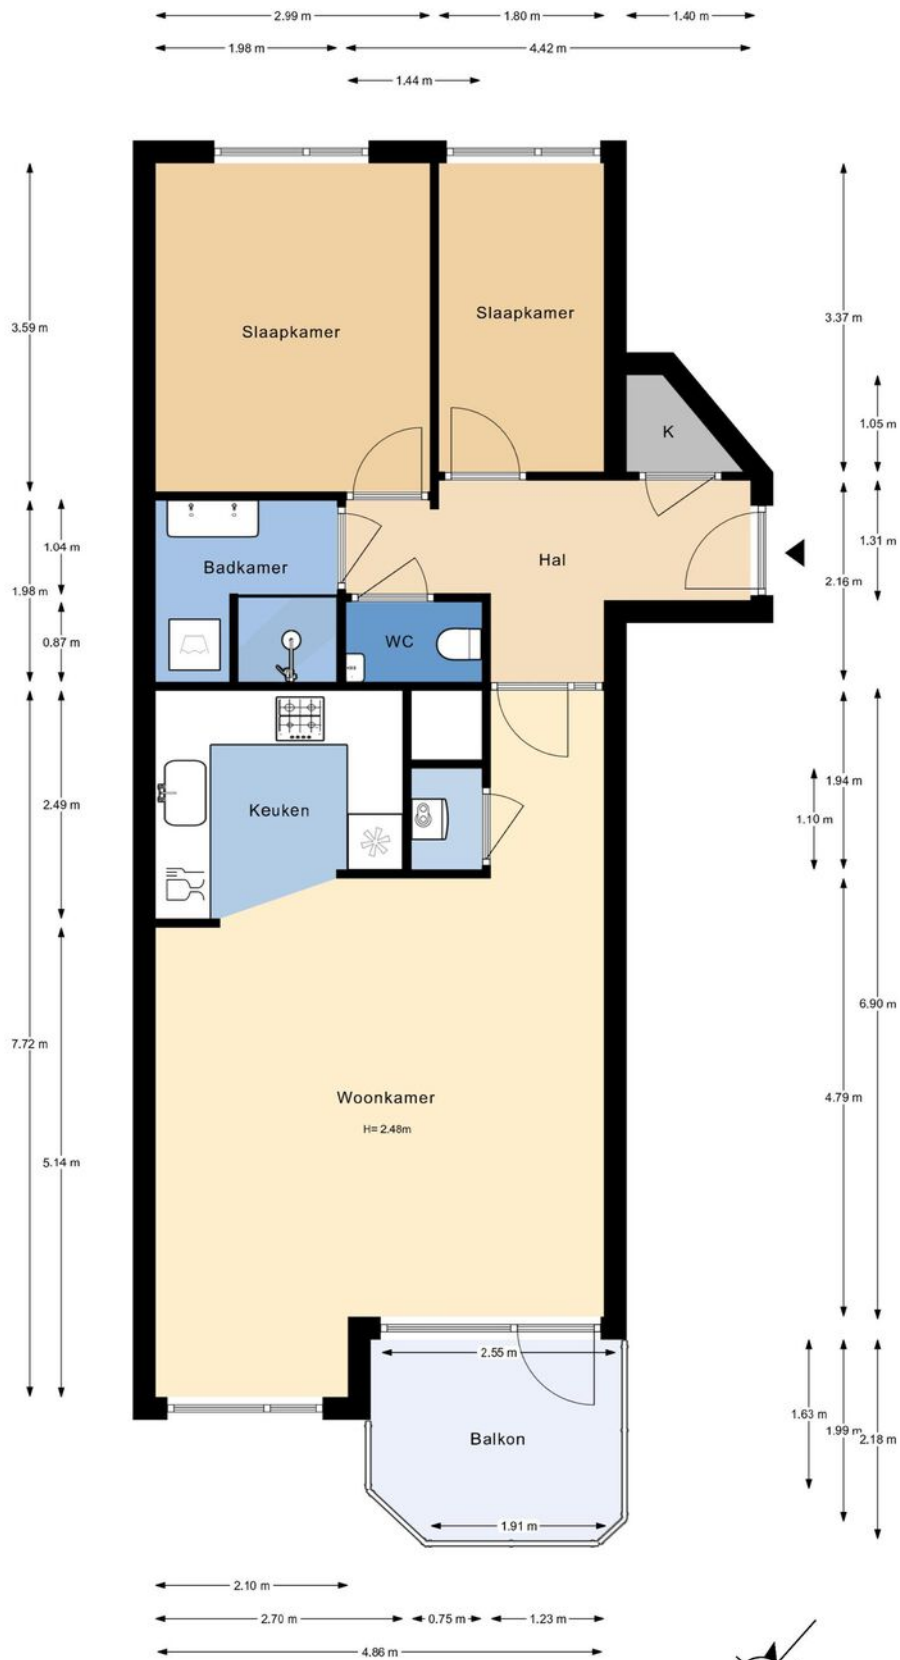 2.99 m
1.80 m
1.40 m
1.98 m
4.42 m
1.44 m
3.59 m
3.37 m
Slaapkamer
Slaapkamer
1.05 m
K
1.04 m
1.98 m
0.87 m
Badkamer
Hal
1.31 m
2.16 m
WC
2.49 m
Keuken
1.94 m
1.10 m
6.90 m
7.72 m
Woonkamer
H= 2.48m
4.79 m
5.14 m
2.55 m
Balkon
1.63 m
1.99 m
2.18 m
1.91 m
2.10 m
2.70 m
0.75 m
1.23 m
4.86 m